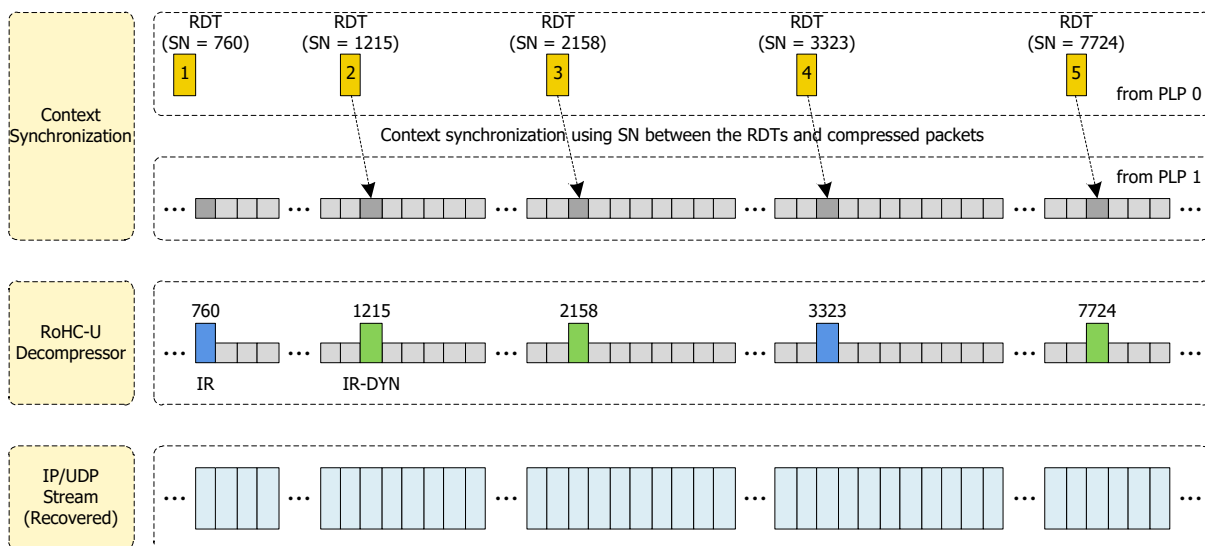 RDT
(SN = 760)
RDT
(SN = 1215)
RDT
(SN = 2158)
RDT
(SN = 3323)
RDT
(SN = 7724)
1
2
3
4
5
from PLP 0
Context
Synchronization
Context synchronization using SN between the RDTs and compressed packets
from PLP 1
... ... ... ... ... ...
RoHC-U
Decompressor
760
1215
2158
3323
7724
... ... ... ... ... ...
IR
IR-DYN
IP/UDP
Stream
(Recovered)
... ... ... ... ... ...